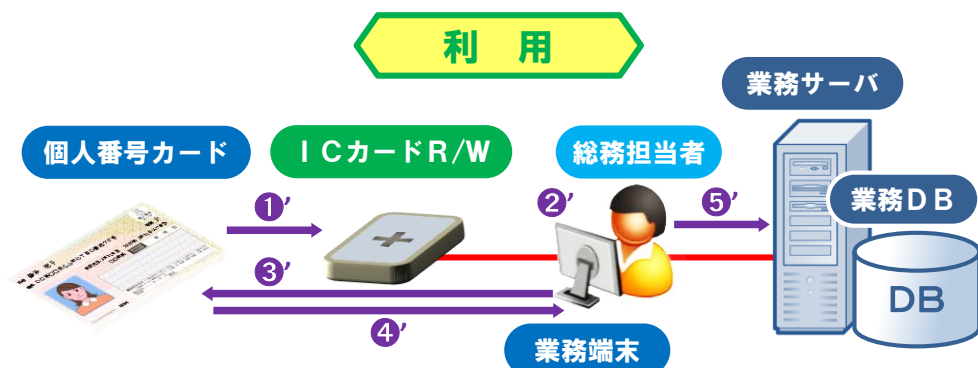 利 用
業務サーバ
個人番号カード
ICカードR/W
総務担当者
❶’
❷’
❺’
業務DB
❸’
❹’
DB
業務端末